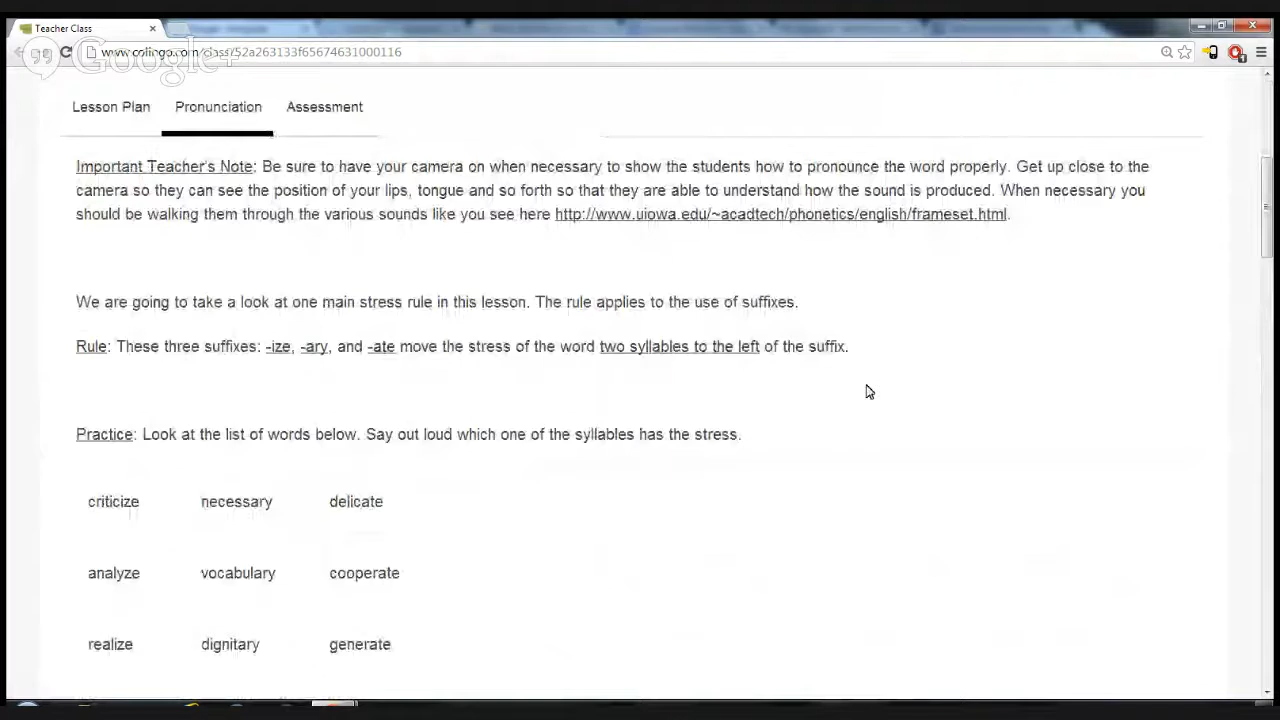 Teacher Class
www.colingo.com/class/52a263133f65674631000116
Google+
Lesson Plan Pronunciation Assessment
Important Teacher's Note: Be sure to have your camera on when necessary to show the students how to pronounce the word properly. Get up close to the
camera so they can see the position of your lips, tongue and so forth so that they are able to understand how the sound is produced. When necessary you
should be walking them through the various sounds like you see here http://www.uiowa.edu/~acadtech/phonetics/english/frameset.html.
We are going to take a look at one main stress rule in this lesson. The rule applies to the use of suffixes.
Rule: These three suffixes: -ize, -ary, and -ate move the stress of the word two syllables to the left of the suffix.
Practice: Look at the list of words below. Say out loud which one of the syllables has the stress.
criticize necessary delicate
analyze vocabulary cooperate
realize dignitary generate